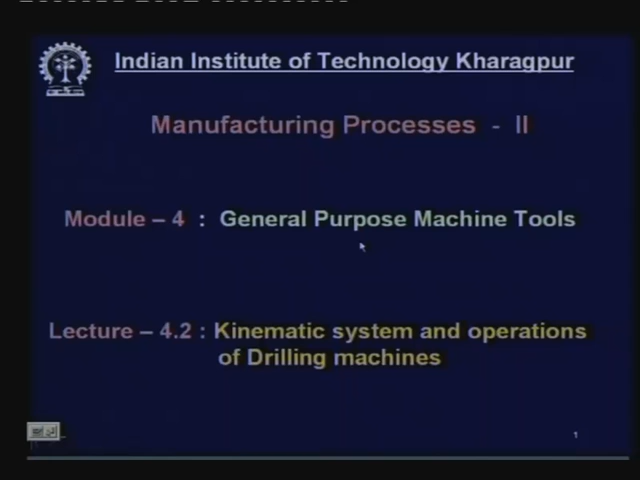 Indian Institute of Technology Kharagpur
Manufacturing Processes - II
Module – 4 : General Purpose Machine Tools
Lecture – 4.2 : Kinematic system and operations
of Drilling machines
1